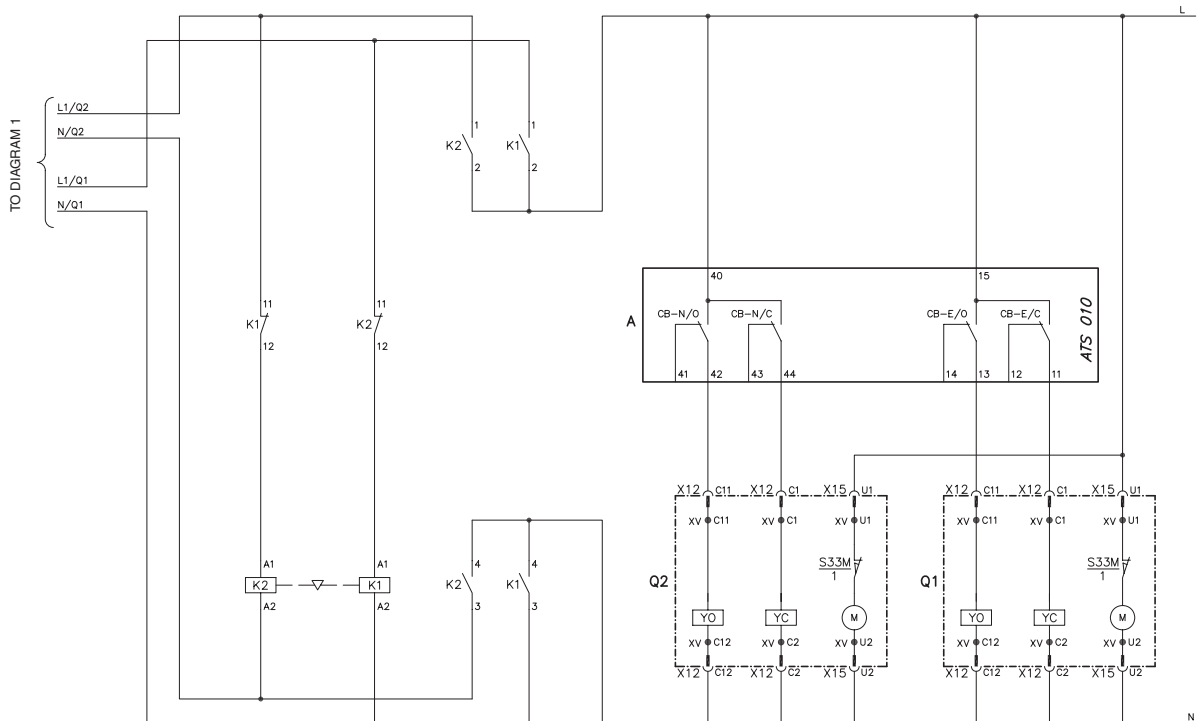 L
L1/Q2
N/Q2
L1/Q1
N/Q1
TO DIAGRAM 1
1 1
K2 K1
2 2
40 15
11 11
K1 K2
12 12
A CB-N/O CB-N/C CB-E/O CB-E/C ATS 010
41 42 43 44 14 13 12 11
X12 C11 X12 C1 X15 U1 X12 C11 X12 C1 X15 U1
XV C11 XV C1 XV U1 XV C11 XV C1 XV U1
A1 A1 4 4
K2 K1 K2 K1
A2 A2 3 3
Q2 S33M Q1 S33M
1 1
YO YC M YO YC M
XV C12 XV C2 XV U2 XV C12 XV C2 XV U2
X12 C12 X12 C2 X15 U2 X12 C12 X12 C2 X15 U2
N